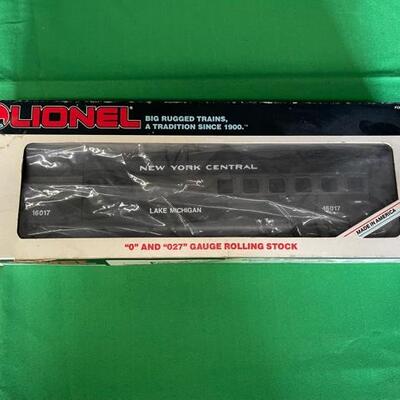 LIONEL
BIG RUGGED TRAINS,
A TRADITION SINCE 1900.™
NEW YORK CENTRAL
16017
LAKE MICHIGAN
16017
MADE IN AMERICA
"O" AND "027" GAUGE ROLLING STOCK